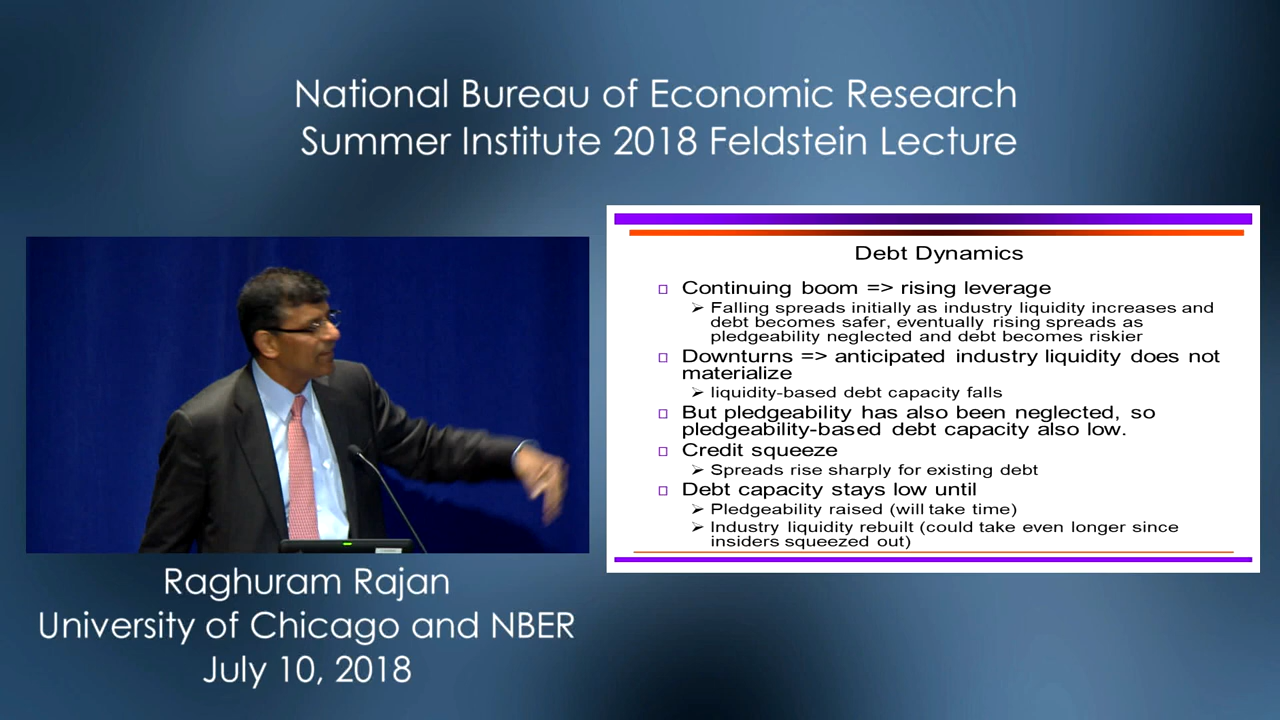 National Bureau of Economic Research
Summer Institute 2018 Feldstein Lecture
Debt Dynamics
Continuing boom => rising leverage
Falling spreads initially as industry liquidity increases and
debt becomes safer, eventually rising spreads as
pledgeability neglected and debt becomes riskier
Downturns => anticipated industry liquidity does not
materialize
liquidity-based debt capacity falls
But pledgeability has also been neglected, so
pledgeability-based debt capacity also low.
Credit squeeze
Spreads rise sharply for existing debt
Debt capacity stays low until
Pledgeability raised (will take time)
Industry liquidity rebuilt (could take even longer since
insiders squeezed out)
Raghuram Rajan
University of Chicago and NBER
July 10, 2018